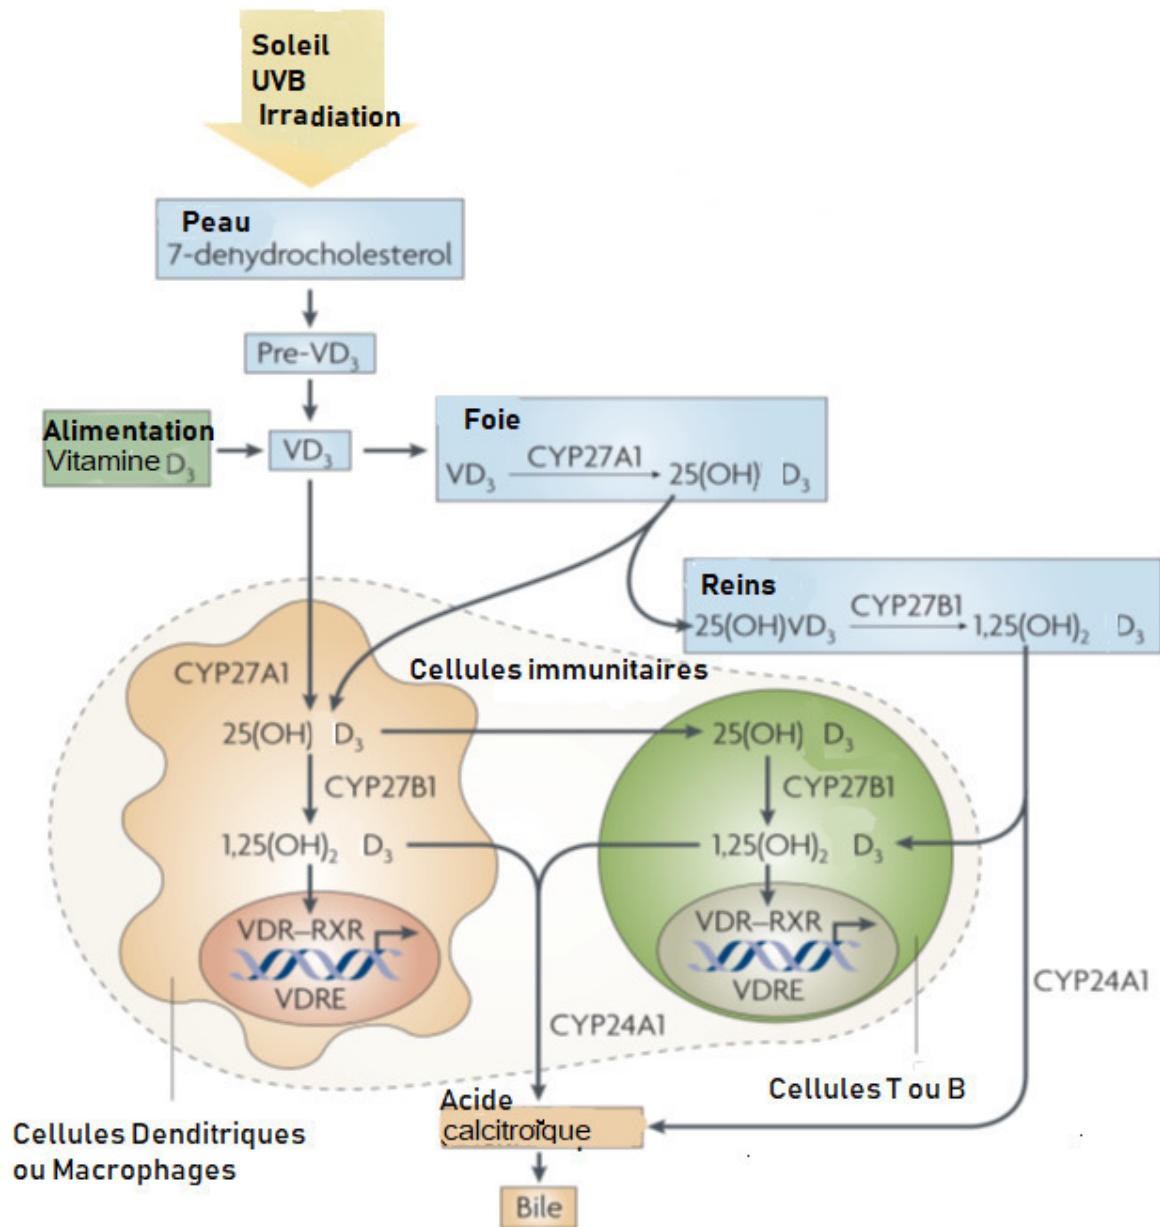 Soleil
UVB
Irradiation
Peau
7-denydrocholesterol
Pre-VD₃
Alimentation
Vitamine D₃
VD₃
Foie
VD₃ CYP27A1 25(OH) D₃
Reins
25(OH)VD₃ CYP27B1 1,25(OH)₂ D₃
Cellules immunitaires
CYP27A1
25(OH) D₃
CYP27B1
1,25(OH)₂ D₃
VDR–RXR
VDRE
25(OH) D₃
CYP27B1
1,25(OH)₂ D₃
VDR–RXR
VDRE
CYP24A1
CYP24A1
Cellules T ou B
Cellules Denditriques
ou Macrophages
Acide
calcitroïque
Bile